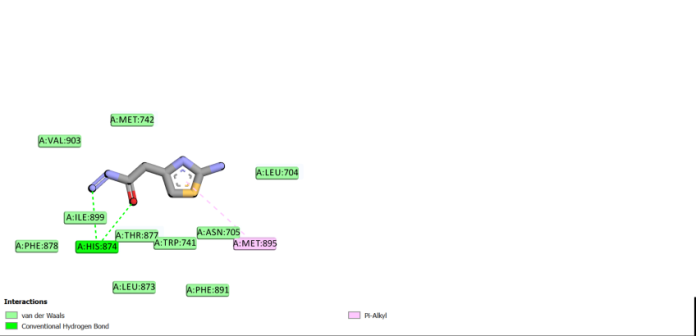 A:MET:742
A:VAL:903
A:LEU:704
A:ILE:899
A:ASN:705
A:THR:877
A:PHE:878
A:HIS:874
A:TRP:741
A:MET:895
A:LEU:873
A:PHE:891
Interactions
van der Waals
Pi-Alkyl
Conventional Hydrogen Bond